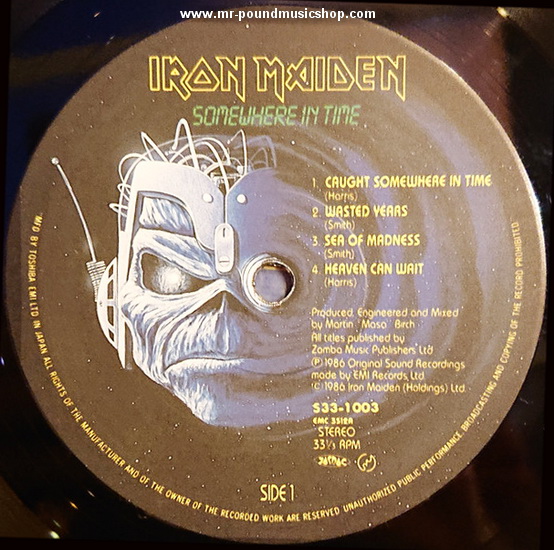 www.mr-poundmusicshop.com
IRON MAIDEN
SOMEWHERE IN TIME
1. CAUGHT SOMEWHERE IN TIME
(Harris)
2. WASTED YEARS
(Smith)
3. SEA OF MADNESS
(Smith)
4. HEAVEN CAN WAIT
(Harris)
Produced, Engineered and Mixed
by Martin 'Masa' Birch
All titles published by
Zomba Music Publishers Ltd
Ⓟ 1986 Original Sound Recordings
made by EMI Records Ltd.
© 1986 Iron Maiden (Holdings) Ltd.
S33-1003
EMC 3512A
STEREO
33⅓ RPM
SIDE 1
MFD BY TOSHIBA EMI LTD IN JAPAN ALL RIGHTS OF THE MANUFACTURER AND OF THE OWNER OF THE RECORDED WORK ARE RESERVED UNAUTHORIZED PUBLIC PERFORMANCE BROADCASTING AND COPYING OF THE RECORD PROHIBITED